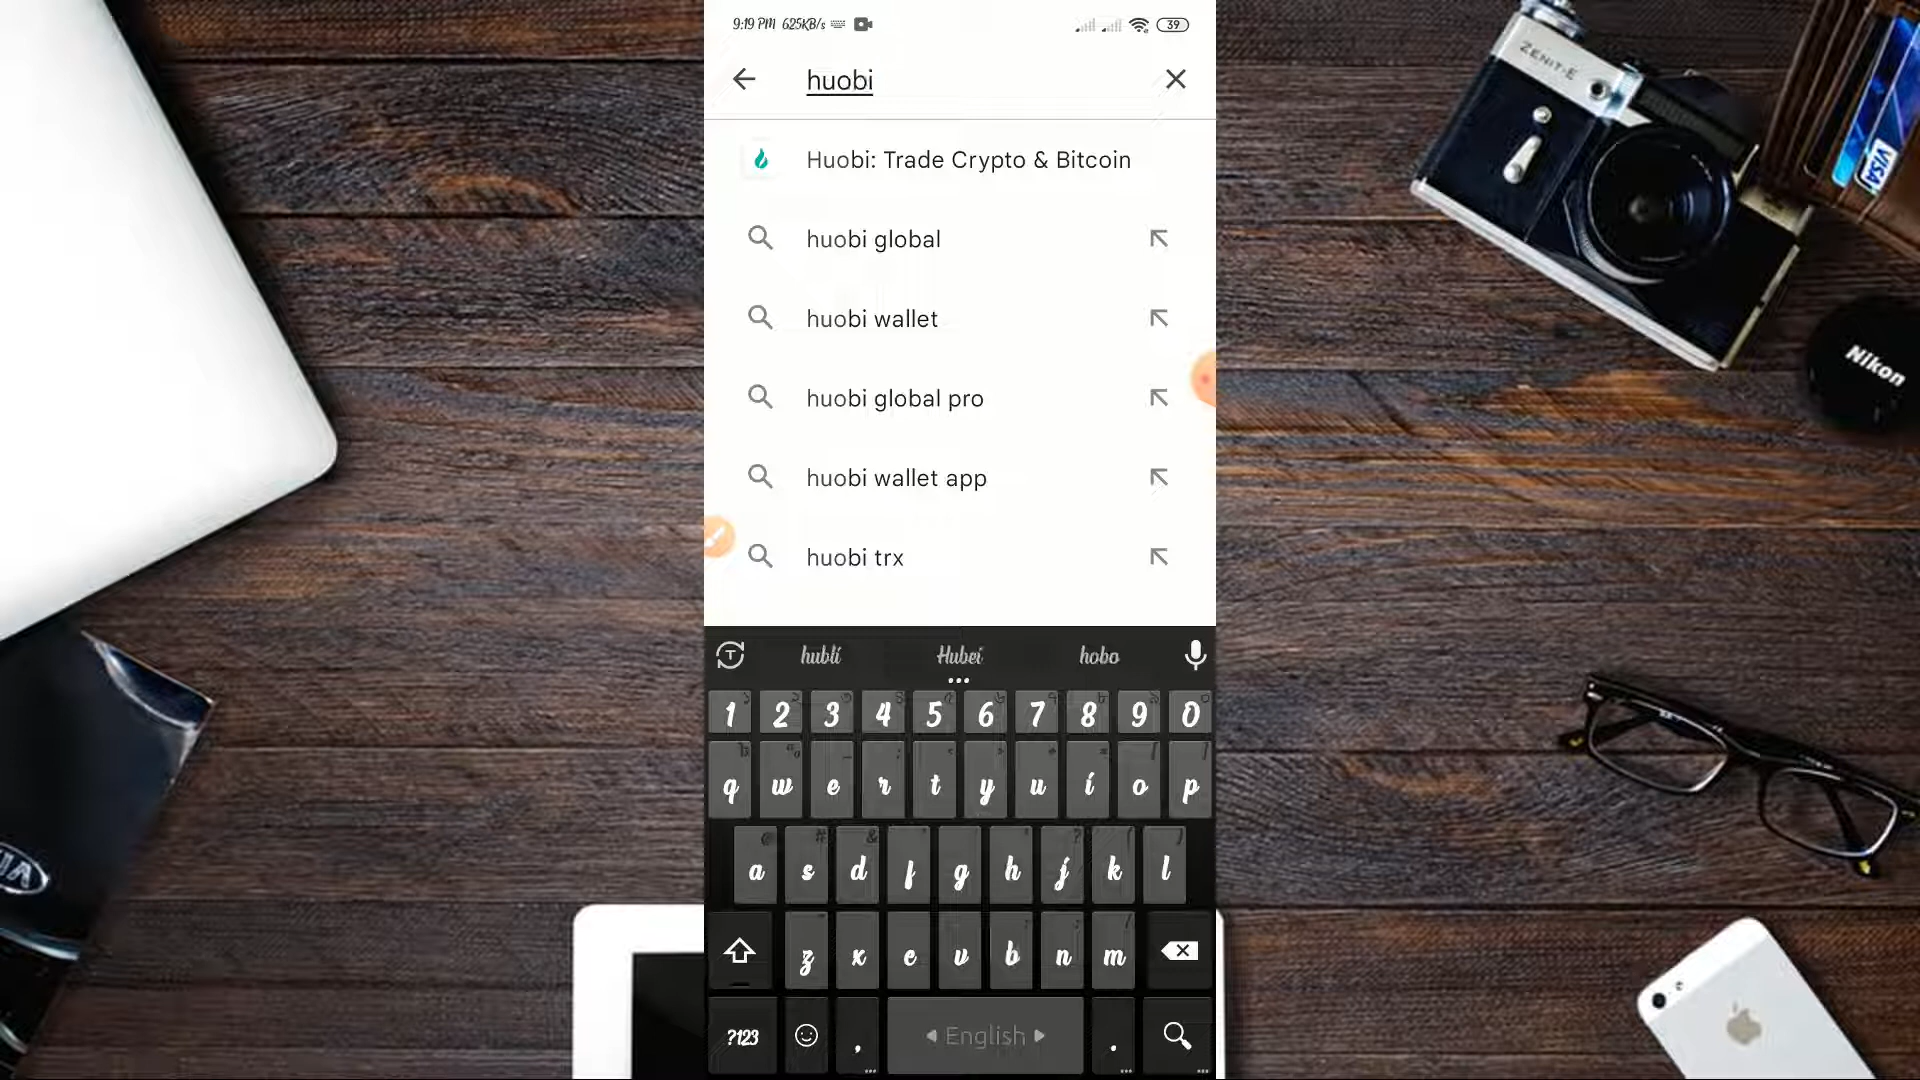 9:19 PM 625KB/s
39
huobi
Huobi: Trade Crypto & Bitcoin
huobi global
huobi wallet
huobi global pro
huobi wallet app
huobi trx
hubli Hubei hobo
1 2 3 4 5 6 7 8 9 0
q w e r t y u i o p
a s d f g h j k l
z x c v b n m
?123 , English .
ZENIT-E
VISA
Nikon